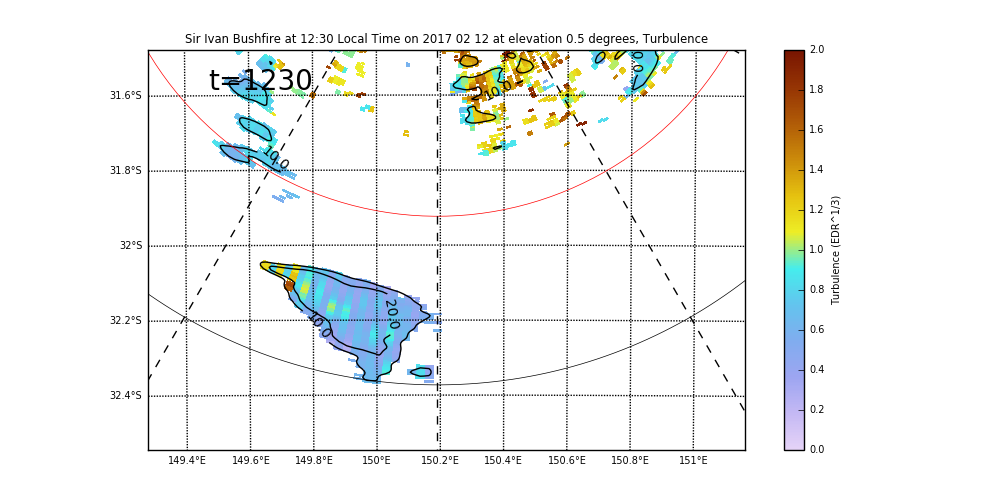 Sir Ivan Bushfire at 12:30 Local Time on 2017 02 12 at elevation 0.5 degrees, Turbulence
t=1230
31.6°S
31.8°S
32°S
32.2°S
32.4°S
149.4°E 149.6°E 149.8°E 150°E 150.2°E 150.4°E 150.6°E 150.8°E 151°E
10.0
10.0
20.0
10.0
2.0
1.8
1.6
1.4
1.2
1.0
0.8
0.6
0.4
0.2
0.0
Turbulence (EDR^1/3)